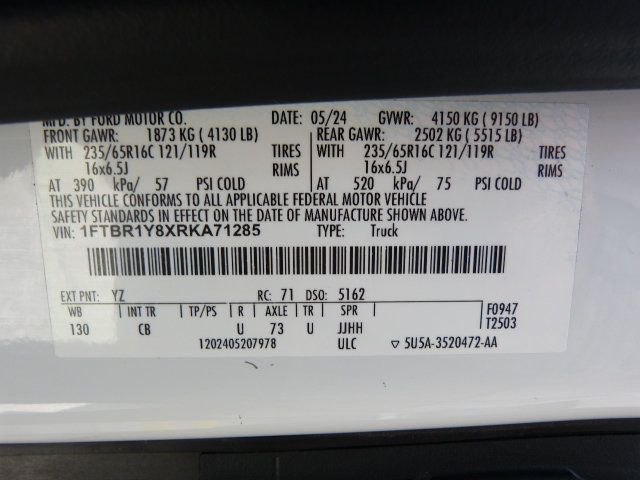 MFD. BY FORD MOTOR CO. DATE: 05/24 GVWR: 4150 KG ( 9150 LB)
FRONT GAWR: 1873 KG ( 4130 LB) REAR GAWR: 2502 KG ( 5515 LB)
WITH 235/65R16C 121/119R TIRES WITH 235/65R16C 121/119R TIRES
16x6.5J RIMS 16x6.5J RIMS
AT 390 kPa/ 57 PSI COLD AT 520 kPa/ 75 PSI COLD
THIS VEHICLE CONFORMS TO ALL APPLICABLE FEDERAL MOTOR VEHICLE
SAFETY STANDARDS IN EFFECT ON THE DATE OF MANUFACTURE SHOWN ABOVE.
VIN: 1FTBR1Y8XRKA71285 TYPE: Truck
EXT PNT: YZ RC: 71 DSO: 5162
WB INT TR TP/PS R AXLE TR SPR F0947
130 CB U 73 U JJHH T2503
1202405207978 ULC ▽ 5U5A-3520472-AA